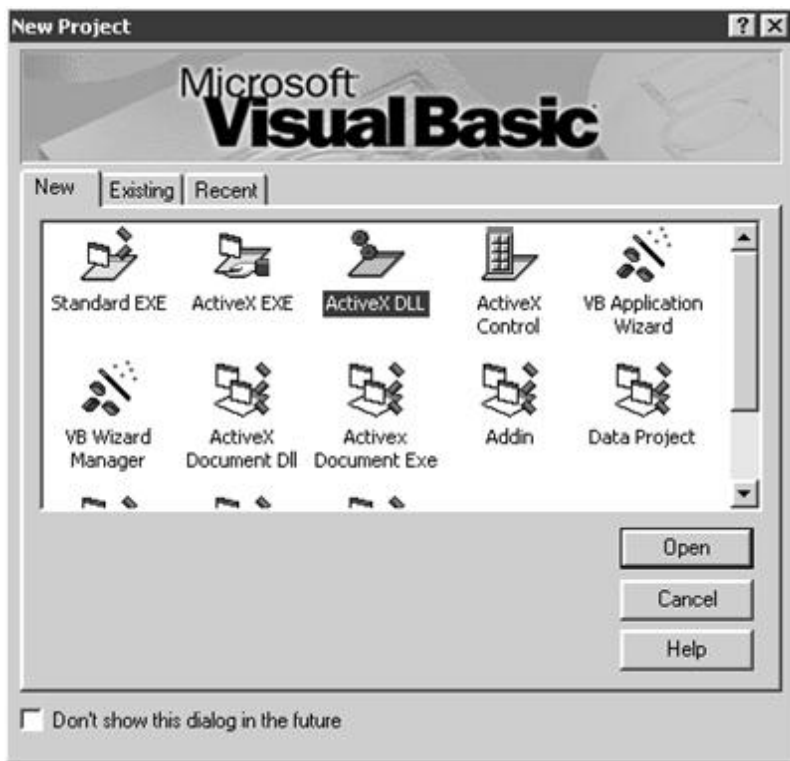 New Project
Microsoft
Visual Basic
New Existing Recent
Standard EXE
ActiveX EXE
ActiveX DLL
ActiveX
Control
VB Application
Wizard
VB Wizard
Manager
ActiveX
Document Dll
Activex
Document Exe
Addin
Data Project
Open
Cancel
Help
Don't show this dialog in the future